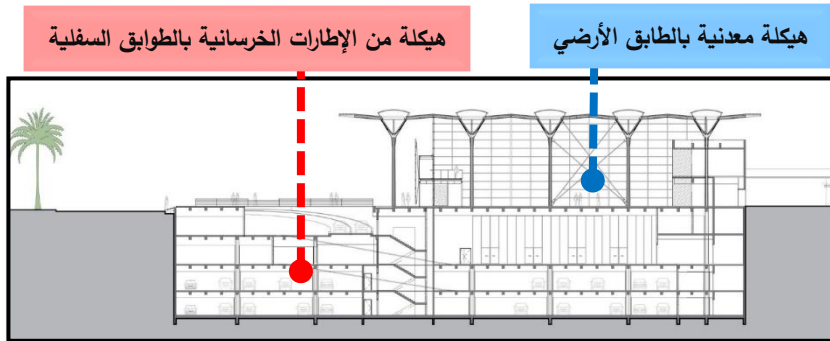 هيكلة معدنية بالطابق الأرضي
هيكلة من الإطارات الخرسانية بالطوابق السفلية